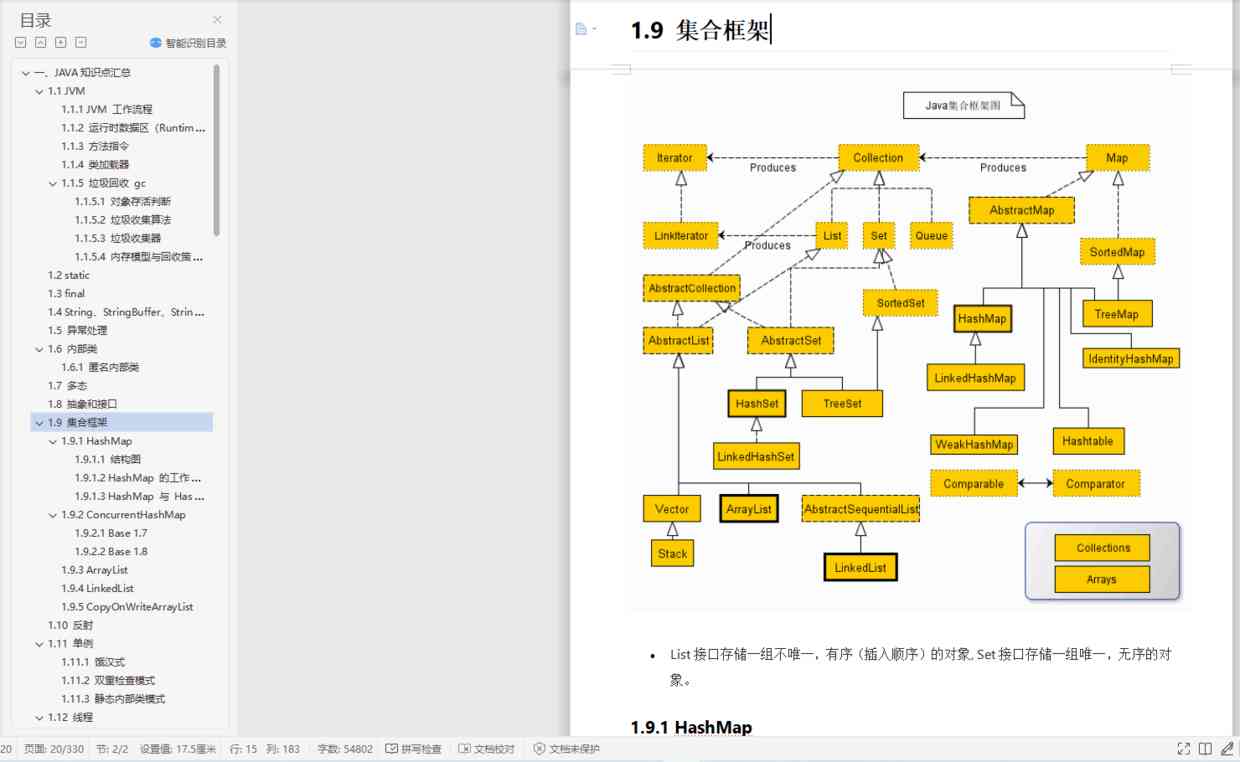 目录
智能识别目录
一、JAVA 知识点汇总
1.1 JVM
1.1.1 JVM 工作流程
1.1.2 运行时数据区（Runtim...
1.1.3 方法指令
1.1.4 类加载器
1.1.5 垃圾回收 gc
1.1.5.1 对象存活判断
1.1.5.2 垃圾收集算法
1.1.5.3 垃圾收集器
1.1.5.4 内存模型与回收策...
1.2 static
1.3 final
1.4 String、StringBuffer、Strin...
1.5 异常处理
1.6 内部类
1.6.1 匿名内部类
1.7 多态
1.8 抽象和接口
1.9 集合框架
1.9.1 HashMap
1.9.1.1 结构图
1.9.1.2 HashMap 的工作...
1.9.1.3 HashMap 与 Has...
1.9.2 ConcurrentHashMap
1.9.2.1 Base 1.7
1.9.2.2 Base 1.8
1.9.3 ArrayList
1.9.4 LinkedList
1.9.5 CopyOnWriteArrayList
1.10 反射
1.11 单例
1.11.1 饿汉式
1.11.2 双重检查模式
1.11.3 静态内部类模式
1.12 线程
1.9 集合框架
Java集合框架图
Iterator
Collection
Map
Produces
Produces
AbstractMap
LinkIterator
List
Set
Queue
Produces
SortedMap
AbstractCollection
SortedSet
HashMap
TreeMap
AbstractList
AbstractSet
IdentityHashMap
LinkedHashMap
HashSet
TreeSet
WeakHashMap
Hashtable
LinkedHashSet
Comparable
Comparator
Vector
ArrayList
AbstractSequentialList
Stack
LinkedList
Collections
Arrays
• List 接口存储一组不唯一，有序（插入顺序）的对象, Set 接口存储一组唯一，无序的对
象。
1.9.1 HashMap
20 页面: 20/330 节: 2/2 设置值: 17.5厘米 行: 15 列: 183 字数: 54802 拼写检查 文档校对 文档未保护